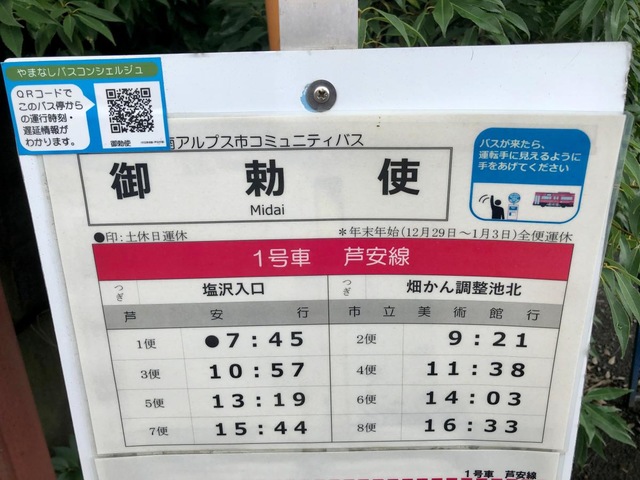 やまなしバスコンシェルジュ
QRコードで
このバス停から
の運行時刻・
遅延情報が
わかります。
御勅使
南アルプス市コミュニティバス
御勅使
Midai
バスが来たら、
運転手に見えるように
手をあげてください
●印:土休日運休
*年末年始(12月29日～1月3日)全便運休
1号車 芦安線
つぎ 塩沢入口 つぎ 畑かん調整池北
芦安行 市立美術館行
1便 ●7:45 2便 9:21
3便 10:57 4便 11:38
5便 13:19 6便 14:03
7便 15:44 8便 16:33
1号車 芦安線